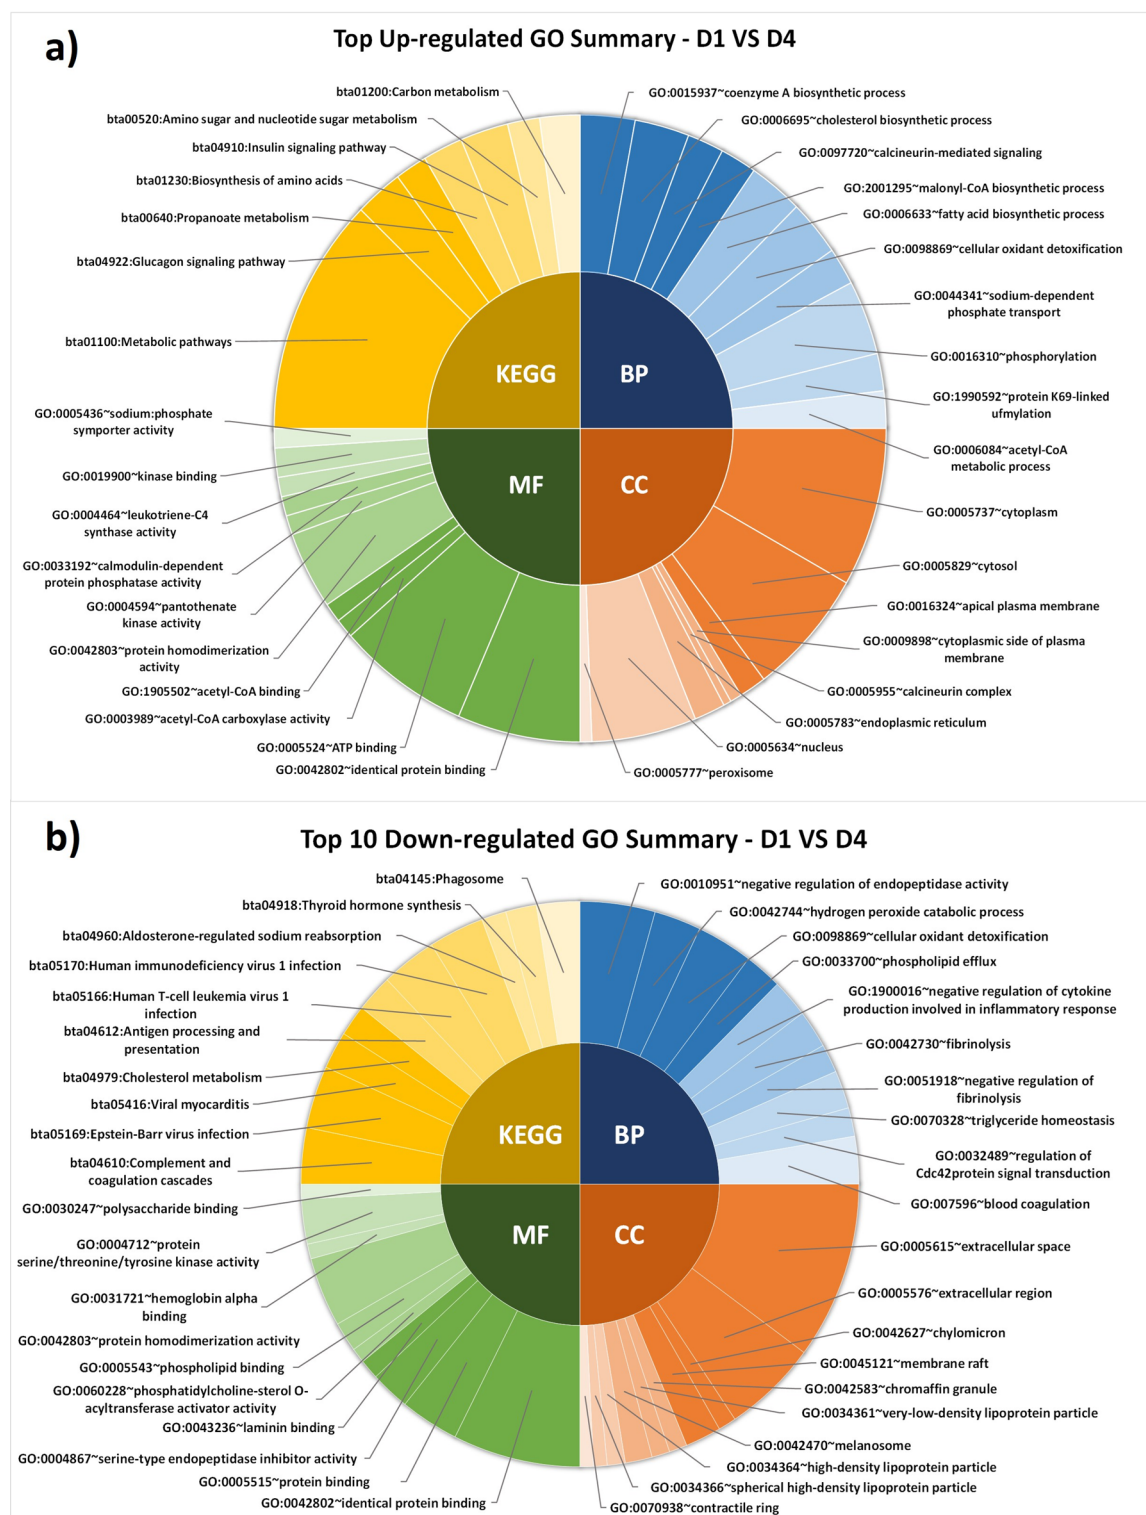 a)
Top Up-regulated GO Summary - D1 VS D4
bta01200:Carbon metabolism
bta00520:Amino sugar and nucleotide sugar metabolism
bta04910:Insulin signaling pathway
bta01230:Biosynthesis of amino acids
bta00640:Propanoate metabolism
bta04922:Glucagon signaling pathway
bta01100:Metabolic pathways
GO:0015937~coenzyme A biosynthetic process
GO:0006695~cholesterol biosynthetic process
GO:0097720~calcineurin-mediated signaling
GO:2001295~malonyl-CoA biosynthetic process
GO:0006633~fatty acid biosynthetic process
GO:0098869~cellular oxidant detoxification
GO:0044341~sodium-dependent
phosphate transport
GO:0016310~phosphorylation
GO:1990592~protein K69-linked
ufmylation
GO:0006084~acetyl-CoA
metabolic process
KEGG
BP
MF
CC
GO:0005436~sodium:phosphate
symporter activity
GO:0019900~kinase binding
GO:0004464~leukotriene-C4
synthase activity
GO:0033192~calmodulin-dependent
protein phosphatase activity
GO:0004594~pantothenate
kinase activity
GO:0042803~protein homodimerization
activity
GO:1905502~acetyl-CoA binding
GO:0003989~acetyl-CoA carboxylase activity
GO:0005524~ATP binding
GO:0042802~identical protein binding
GO:0005737~cytoplasm
GO:0005829~cytosol
GO:0016324~apical plasma membrane
GO:0009898~cytoplasmic side of plasma
membrane
GO:0005955~calcineurin complex
GO:0005783~endoplasmic reticulum
GO:0005634~nucleus
GO:0005777~peroxisome
b)
Top 10 Down-regulated GO Summary - D1 VS D4
bta04145:Phagosome
bta04918:Thyroid hormone synthesis
bta04960:Aldosterone-regulated sodium reabsorption
bta05170:Human immunodeficiency virus 1 infection
bta05166:Human T-cell leukemia virus 1
infection
bta04612:Antigen processing and
presentation
bta04979:Cholesterol metabolism
bta05416:Viral myocarditis
bta05169:Epstein-Barr virus infection
bta04610:Complement and
coagulation cascades
GO:0010951~negative regulation of endopeptidase activity
GO:0042744~hydrogen peroxide catabolic process
GO:0098869~cellular oxidant detoxification
GO:0033700~phospholipid efflux
GO:1900016~negative regulation of cytokine
production involved in inflammatory response
GO:0042730~fibrinolysis
GO:0051918~negative regulation of
fibrinolysis
GO:0070328~triglyceride homeostasis
GO:0032489~regulation of
Cdc42protein signal transduction
GO:007596~blood coagulation
KEGG
BP
MF
CC
GO:0030247~polysaccharide binding
GO:0004712~protein
serine/threonine/tyrosine kinase activity
GO:0031721~hemoglobin alpha
binding
GO:0042803~protein homodimerization activity
GO:0005543~phospholipid binding
GO:0060228~phosphatidylcholine-sterol O-
acyltransferase activator activity
GO:0043236~laminin binding
GO:0004867~serine-type endopeptidase inhibitor activity
GO:0005515~protein binding
GO:0042802~identical protein binding
GO:0005615~extracellular space
GO:0005576~extracellular region
GO:0042627~chylomicron
GO:0045121~membrane raft
GO:0042583~chromaffin granule
GO:0034361~very-low-density lipoprotein particle
GO:0042470~melanosome
GO:0034364~high-density lipoprotein particle
GO:0034366~spherical high-density lipoprotein particle
GO:0070938~contractile ring